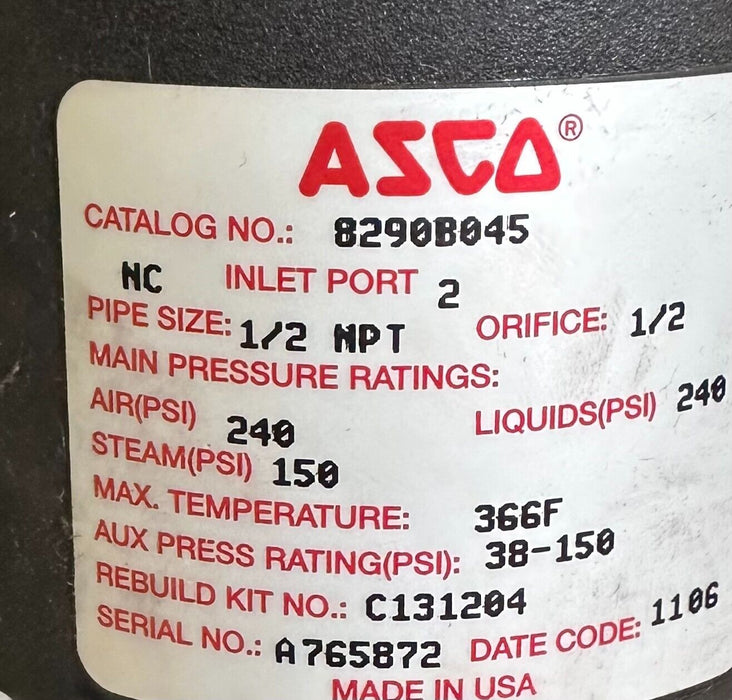 ASCO®
CATALOG NO.: 8290B045
NC INLET PORT 2
PIPE SIZE: 1/2 NPT ORIFICE: 1/2
MAIN PRESSURE RATINGS:
AIR(PSI) 240 LIQUIDS(PSI) 240
STEAM(PSI) 150
MAX. TEMPERATURE: 366F
AUX PRESS RATING(PSI): 38-150
REBUILD KIT NO.: C131204
SERIAL NO.: A765872 DATE CODE: 1106
MADE IN USA